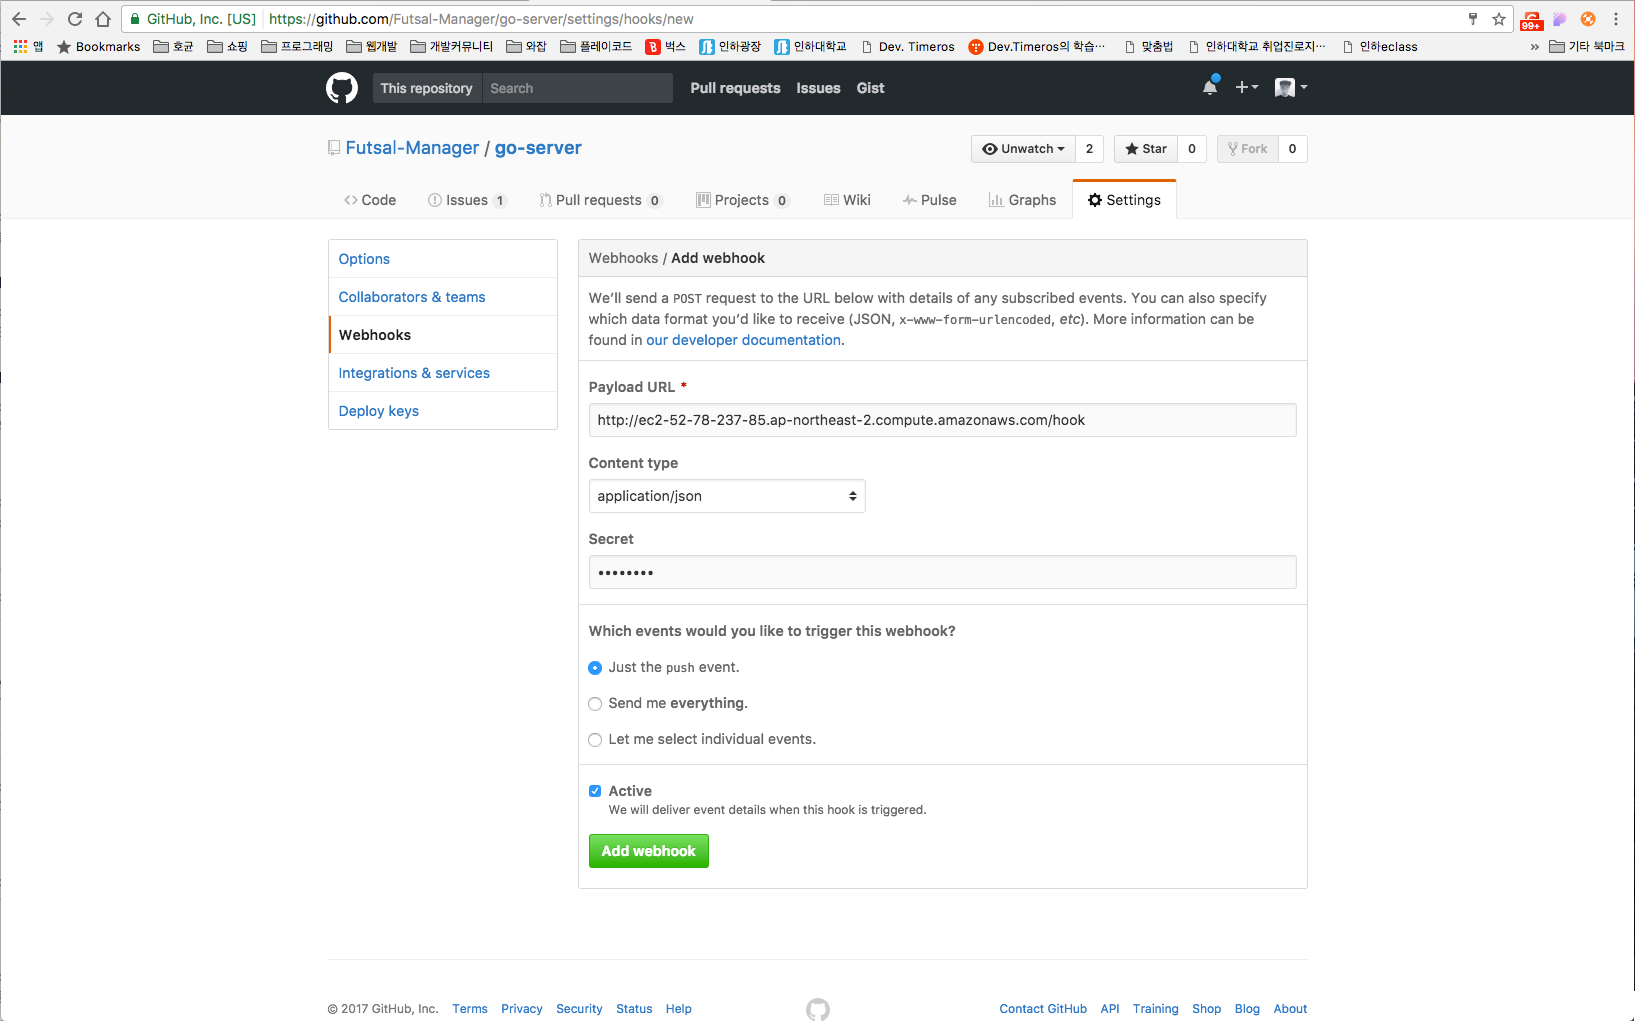 GitHub, Inc. [US] https://github.com/Futsal-Manager/go-server/settings/hooks/new
99+
앱 Bookmarks 호균 쇼핑 프로그래밍 웹개발 개발커뮤니티 와잡 플레이코드 B 벅스 인하광장 인하대학교 Dev. Timeros Dev.Timeros의 학습… 맞춤법 인하대학교 취업진로지… 인하eclass » 기타 북마크
This repository Search Pull requests Issues Gist
Futsal-Manager / go-server Unwatch 2 Star 0 Fork 0
Code Issues 1 Pull requests 0 Projects 0 Wiki Pulse Graphs Settings
Options
Collaborators & teams
Webhooks
Integrations & services
Deploy keys
Webhooks / Add webhook
We’ll send a POST request to the URL below with details of any subscribed events. You can also specify
which data format you’d like to receive (JSON, x-www-form-urlencoded, etc). More information can be
found in our developer documentation.
Payload URL *
http://ec2-52-78-237-85.ap-northeast-2.compute.amazonaws.com/hook
Content type
application/json
Secret
••••••••
Which events would you like to trigger this webhook?
Just the push event.
Send me everything.
Let me select individual events.
Active
We will deliver event details when this hook is triggered.
Add webhook
© 2017 GitHub, Inc. Terms Privacy Security Status Help Contact GitHub API Training Shop Blog About